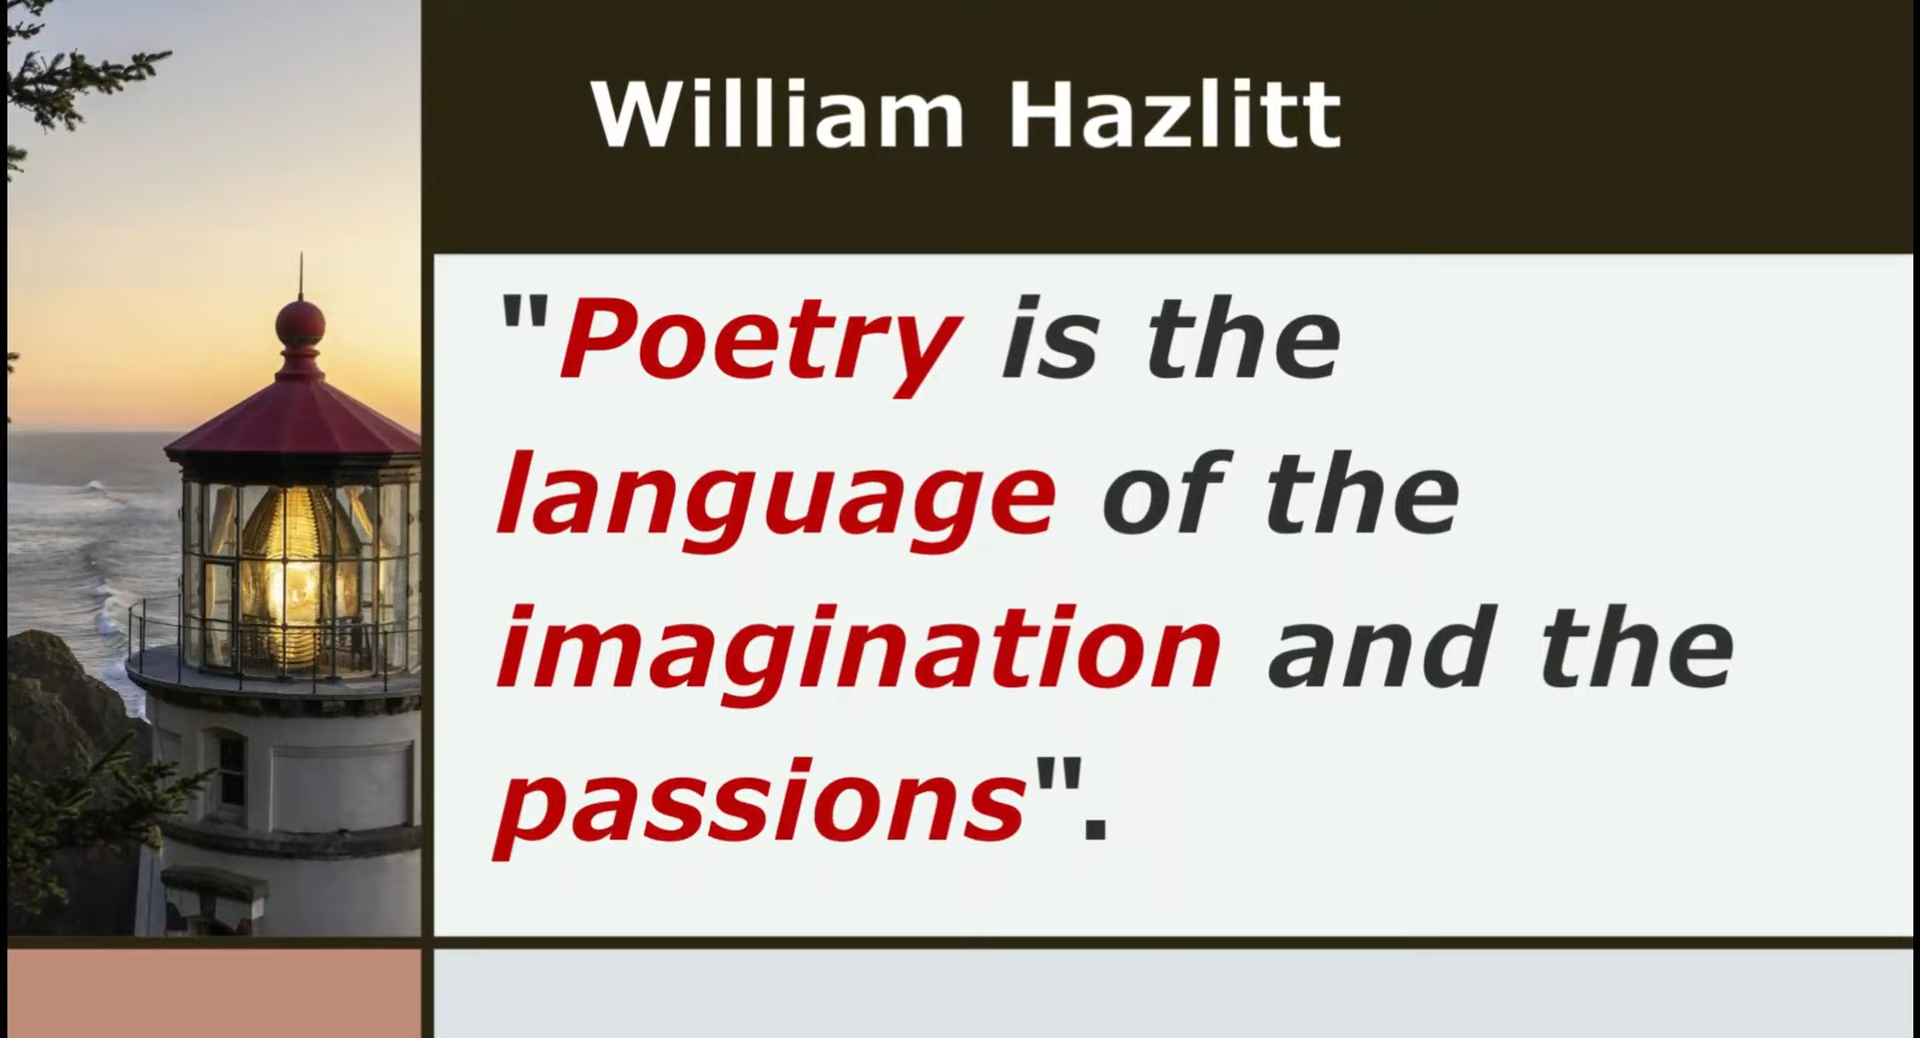 William Hazlitt
"Poetry is the
language of the
imagination and the
passions".